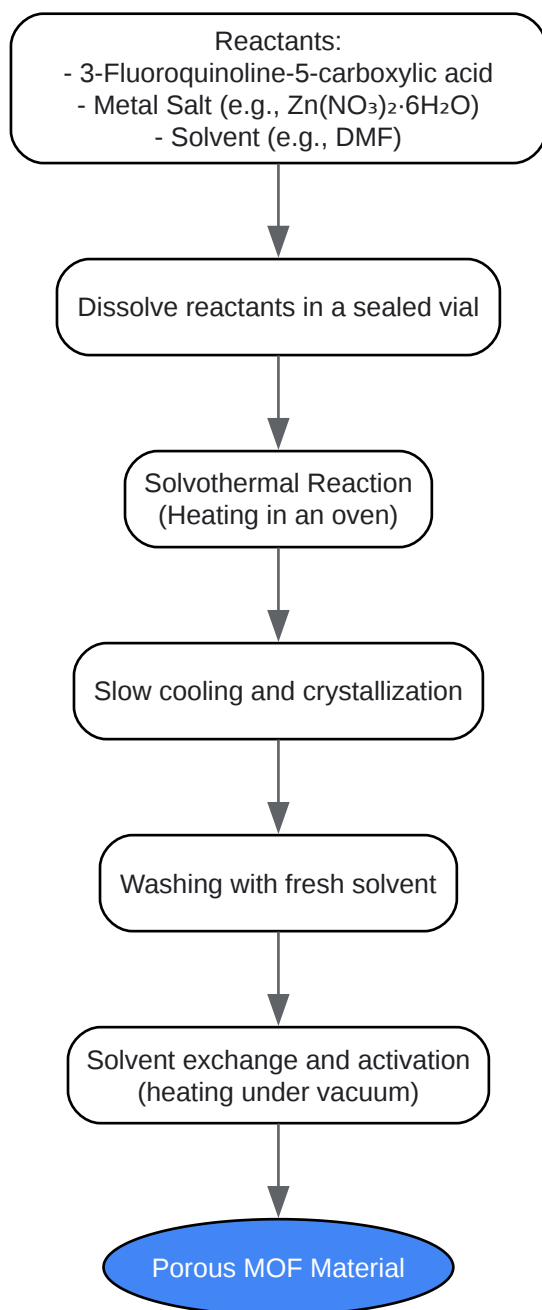 Reactants:
- 3-Fluoroquinoline-5-carboxylic acid
- Metal Salt (e.g., Zn(NO₃)₂·6H₂O)
- Solvent (e.g., DMF)
Dissolve reactants in a sealed vial
Solvothermal Reaction
(Heating in an oven)
Slow cooling and crystallization
Washing with fresh solvent
Solvent exchange and activation
(heating under vacuum)
Porous MOF Material